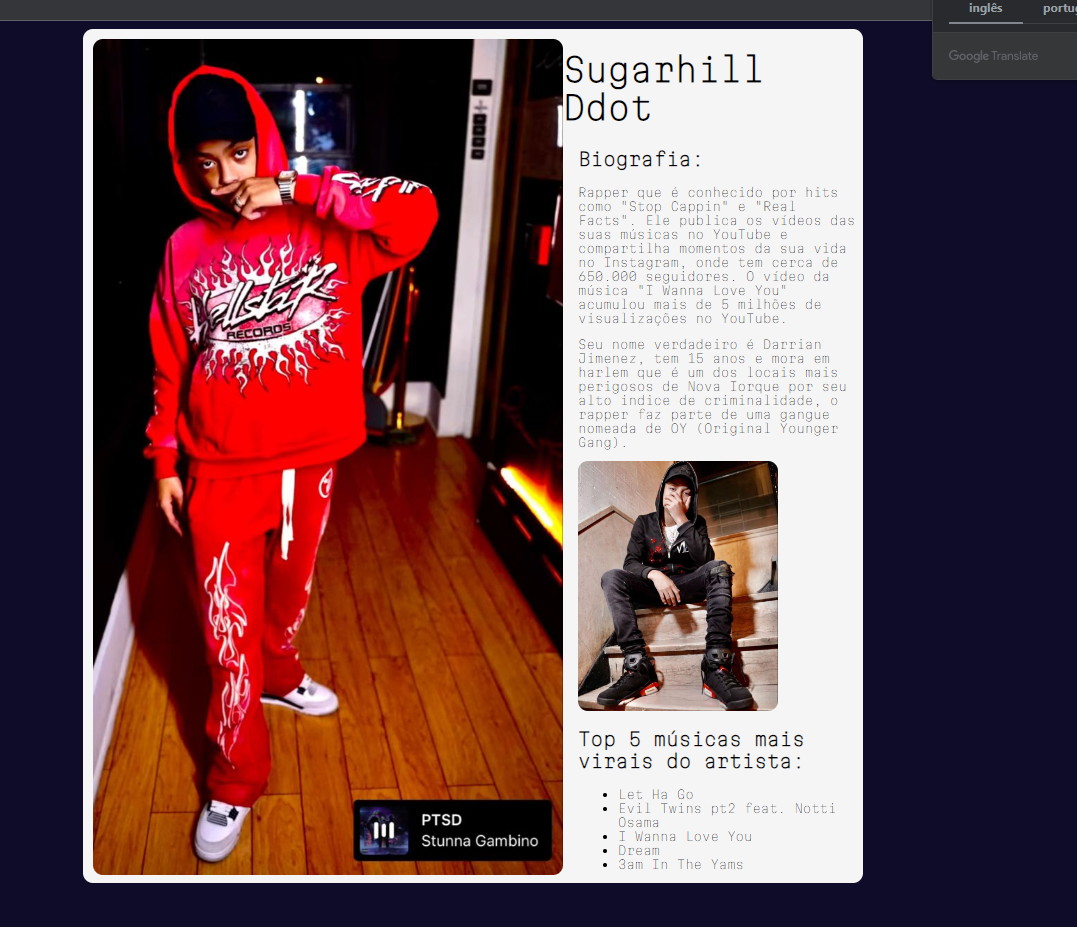 inglês
Google Translate
Sugarhill
Ddot
Biografia:
Rapper que é conhecido por hits
como "Stop Cappin" e "Real
Facts". Ele publica os vídeos das
suas músicas no YouTube e
compartilha momentos da sua vida
no Instagram, onde tem cerca de
650.000 seguidores. O vídeo da
música "I Wanna Love You"
acumulou mais de 5 milhões de
visualizações no YouTube.
Seu nome verdadeiro é Darrian
Jimenez, tem 15 anos e mora em
harlem que é um dos locais mais
perigosos de Nova Iorque por seu
alto indice de criminalidade, o
rapper faz parte de uma gangue
nomeada de OY (Original Younger
Gang).
Hellstar
RECORDS
PTSD
Stunna Gambino
Top 5 músicas mais
virais do artista:
Let Ha Go
Evil Twins pt2 feat. Notti
Osama
I Wanna Love You
Dream
3am In The Yams